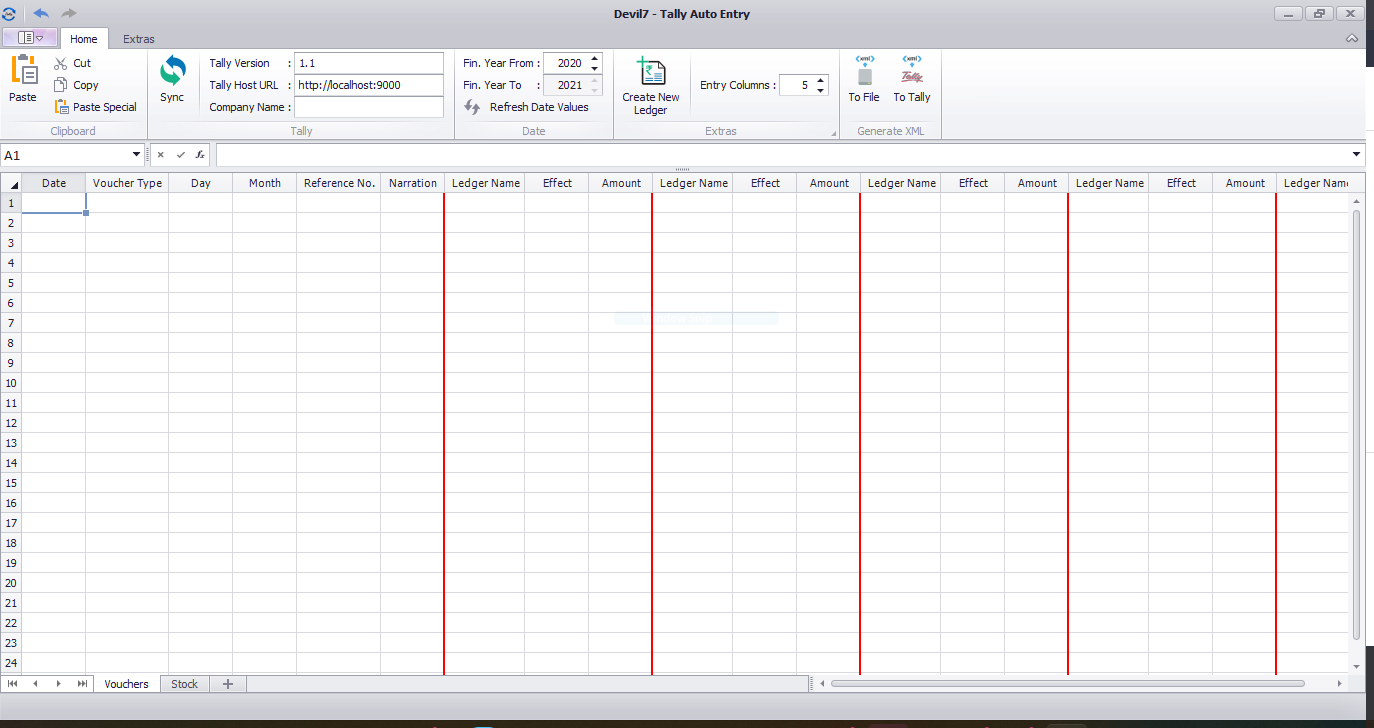 Devil7 - Tally Auto Entry
Home Extras
Paste
Cut
Copy
Paste Special
Clipboard
Sync
Tally Version : 1.1
Tally Host URL : http://localhost:9000
Company Name :
Tally
Fin. Year From : 2020
Fin. Year To : 2021
Refresh Date Values
Date
Create New
Ledger
Entry Columns : 5
Extras
<xml>
To File
<xml>
Tally
To Tally
Generate XML
A1 fx
Date Voucher Type Day Month Reference No. Narration Ledger Name Effect Amount Ledger Name Effect Amount Ledger Name Effect Amount Ledger Name Effect Amount Ledger Name
1
2
3
4
5
6
7
8
9
10
11
12
13
14
15
16
17
18
19
20
21
22
23
24
Vouchers Stock